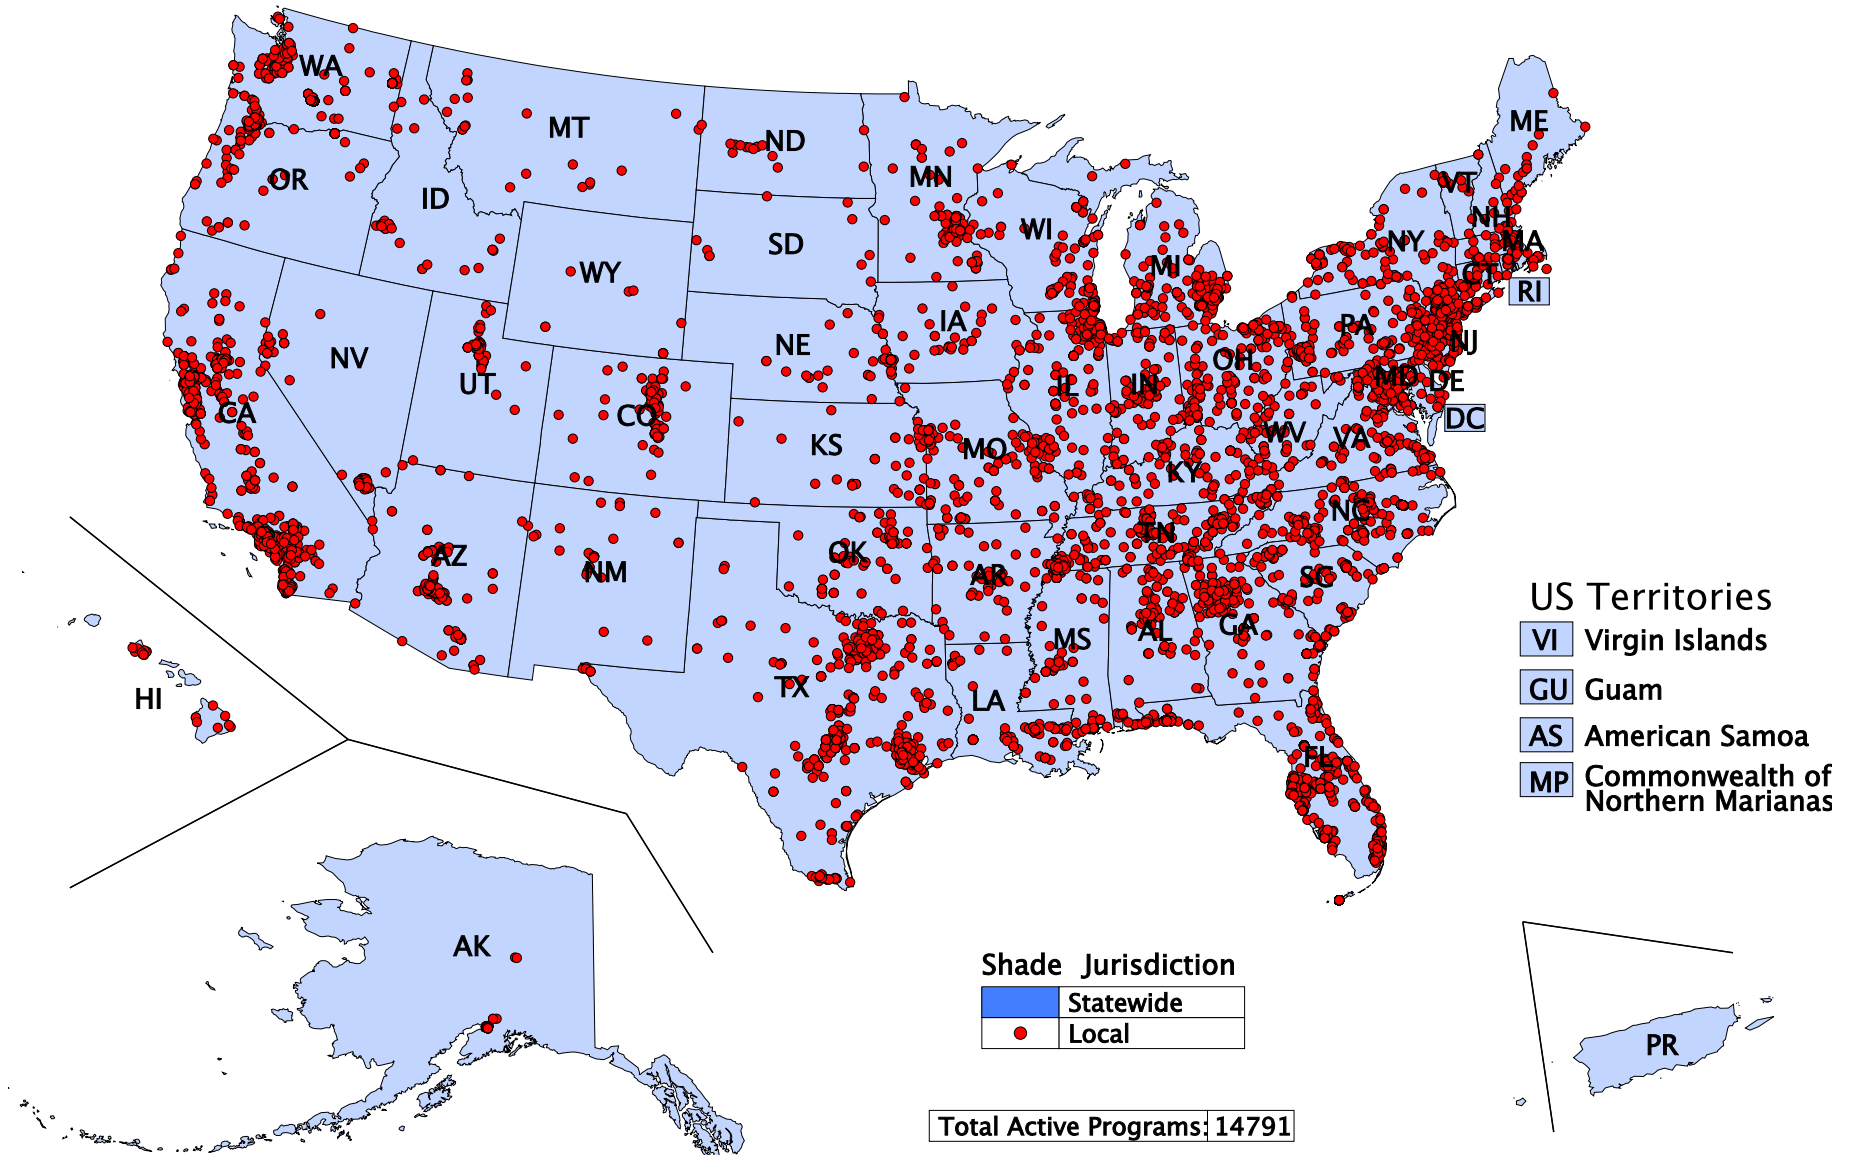 WA
MT
ND
ME
OR
MN
VT
ID
NH
WI
NY
MA
SD
MI
WY
CT
RI
IA
PA
NE
NJ
NV
OH
UT
IL
IN
MD
DE
CA
CO
DC
WV
VA
KS
MO
KY
NC
TN
AZ
OK
NM
AR
SC
US Territories
GA
MS
AL
VI Virgin Islands
TX
GU Guam
HI
LA
AS American Samoa
FL
MP Commonwealth of
Northern Marianas
AK
Shade Jurisdiction
Statewide
Local
PR
Total Active Programs: 14791